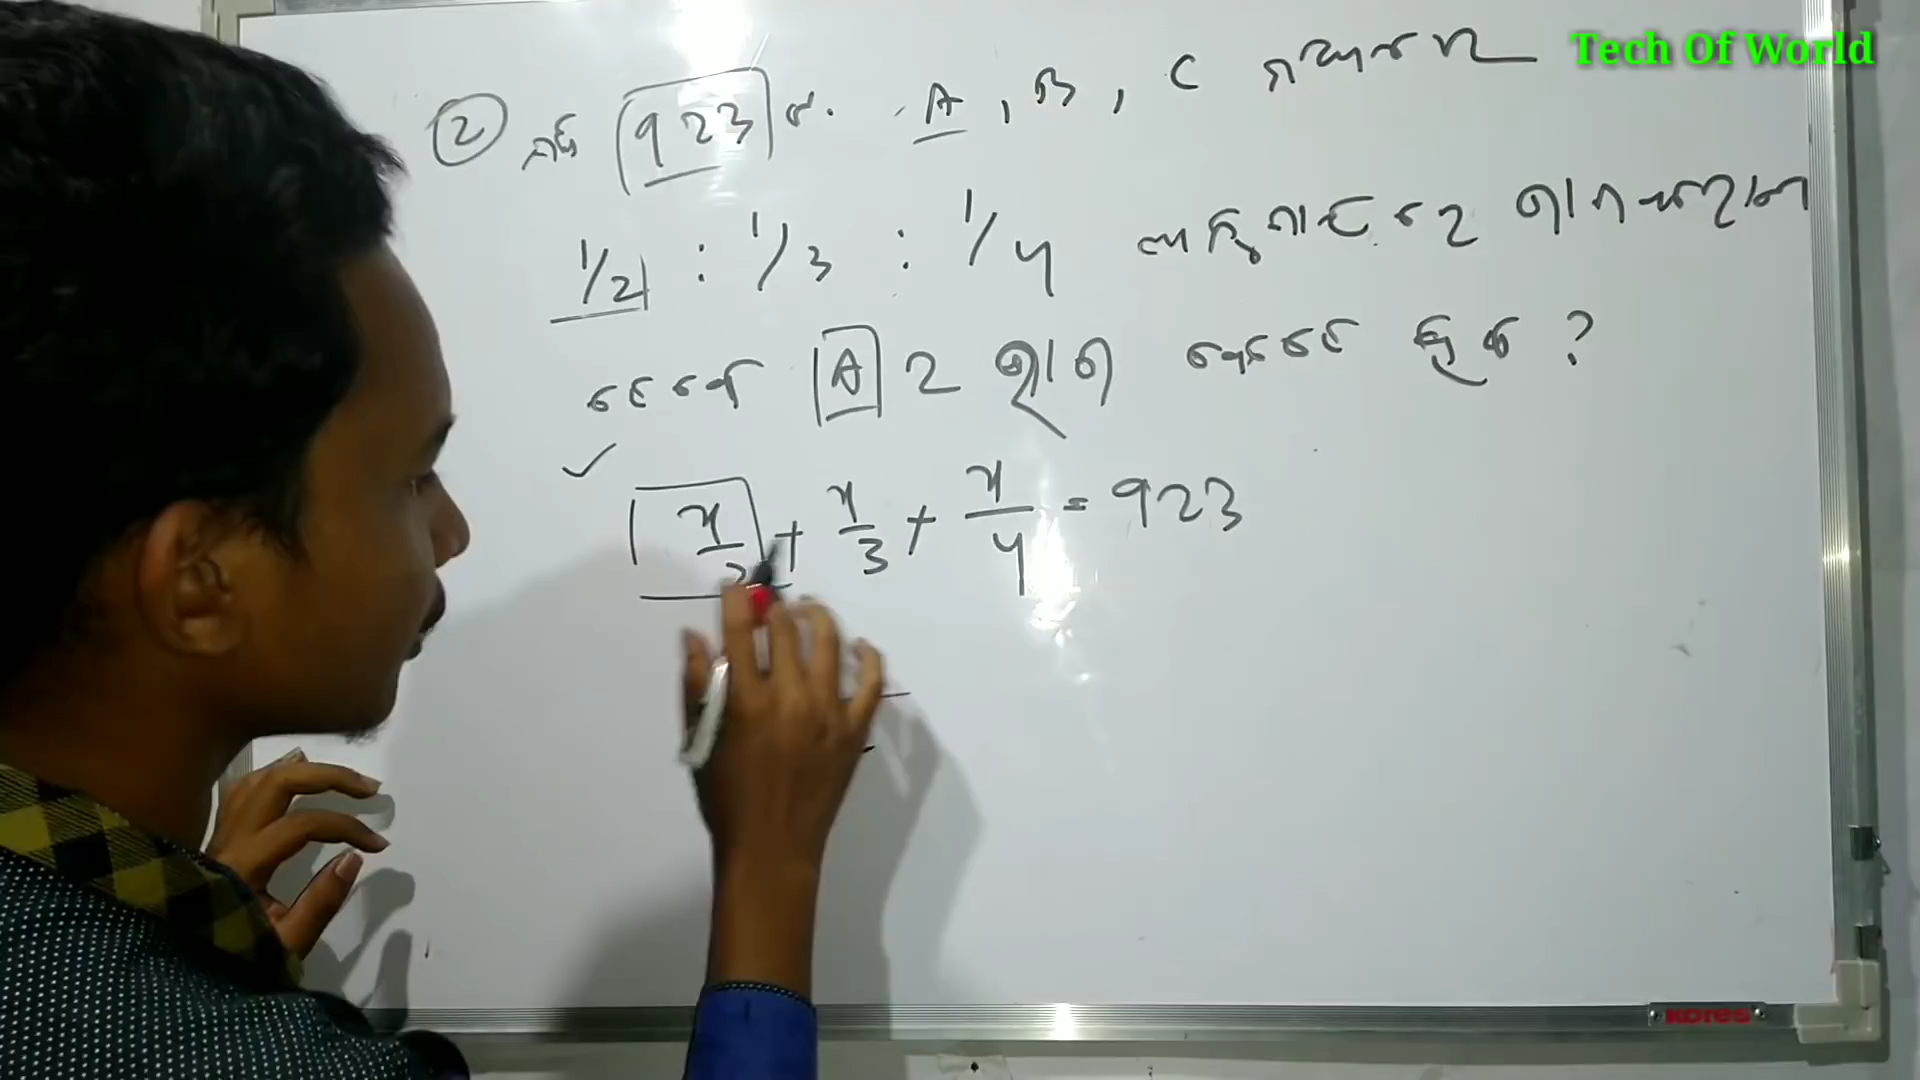 Tech Of World
② ଯଦି 923 ଟ. A, B, C ମଧ୍ୟରେ
1/2 : 1/3 : 1/4 ଅନୁପାତରେ
ତେବେ A ର ଭାଗ କେତେ ହେବ ?
✓ x/2 + x/3 + x/4 = 923
KORES